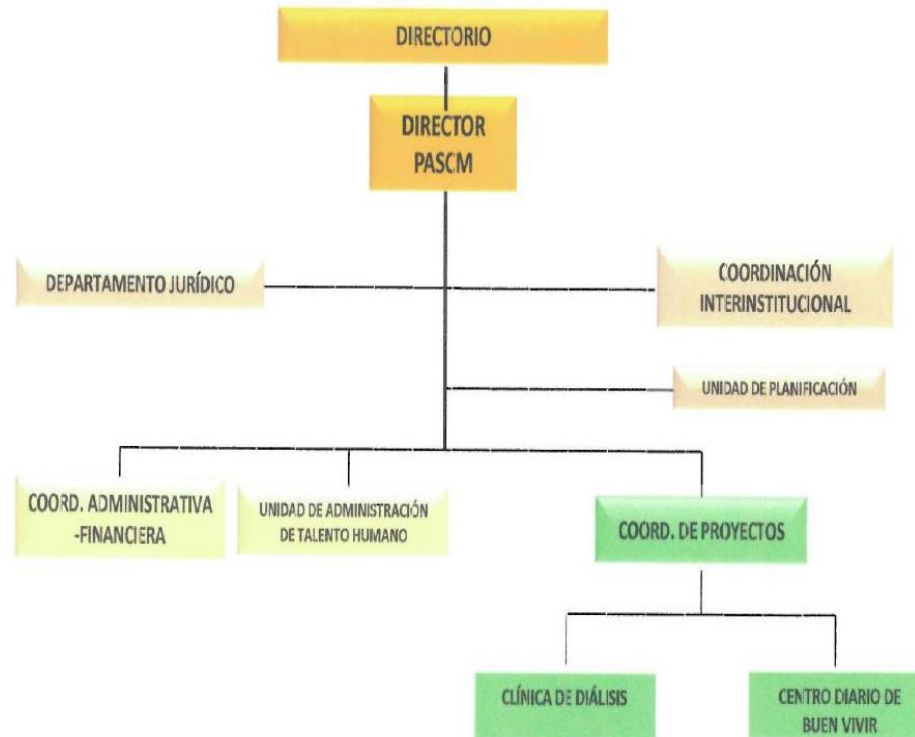 DIRECTORIO
DIRECTOR
PASCM
DEPARTAMENTO JURÍDICO
COORDINACIÓN
INTERINSTITUCIONAL
UNIDAD DE PLANIFICACIÓN
COORD. ADMINISTRATIVA
-FINANCIERA
UNIDAD DE ADMINISTRACIÓN
DE TALENTO HUMANO
COORD. DE PROYECTOS
CLÍNICA DE DIÁLISIS
CENTRO DIARIO DE
BUEN VIVIR